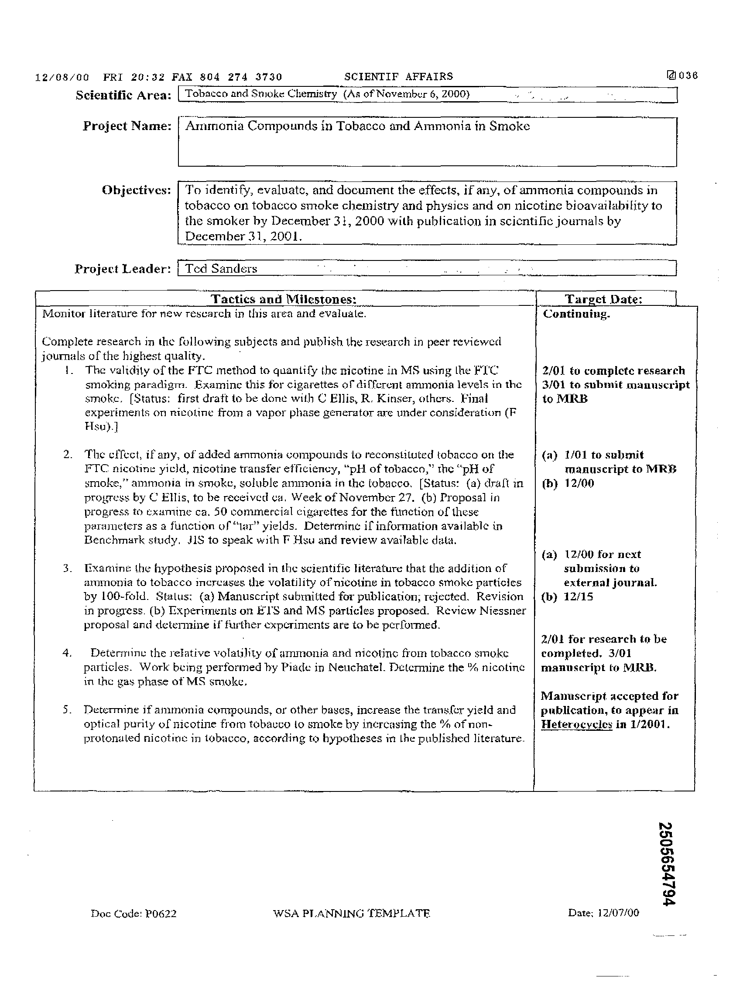 12/08/00 FRI 20:32 FAX 804 274 3730 SCIENTIF AFFAIRS 036
Scientific Area: Tobacco and Smoke Chemistry (As of November 6, 2000)
Project Name: Ammonia Compounds in Tobacco and Ammonia in Smoke
Objectives: To identify, evaluate, and document the effects, if any, of ammonia compounds in
tobacco on tobacco smoke chemistry and physics and on nicotine bioavailability to
the smoker by December 31, 2000 with publication in scientific journals by
December 31, 2001.
Project Leader: Ted Sanders
Tactics and Milestones: Target Date:
Monitor literature for new research in this area and evaluate. Continuing.
Complete research in the following subjects and publish the research in peer reviewed
journals of the highest quality.
1. The validity of the FTC method to quantify the nicotine in MS using the FTC 2/01 to complete research
smoking paradigm. Examine this for cigarettes of different ammonia levels in the 3/01 to submit manuscript
smoke. [Status: first draft to be done with C Ellis, R. Kinser, others. Final to MRB
experiments on nicotine from a vapor phase generator are under consideration (F
Hsu).]
2. The effect, if any, of added ammonia compounds to reconstituted tobacco on the (a) 1/01 to submit
FTC nicotine yield, nicotine transfer efficiency, "pH of tobacco," the "pH of manuscript to MRB
smoke," ammonia in smoke, soluble ammonia in the tobacco. [Status: (a) draft in (b) 12/00
progress by C Ellis, to be received ca. Week of November 27. (b) Proposal in
progress to examine ca. 50 commercial cigarettes for the function of these
parameters as a function of "tar" yields. Determine if information available in
Benchmark study. JIS to speak with F Hsu and review available data.
(a) 12/00 for next
3. Examine the hypothesis proposed in the scientific literature that the addition of submission to
ammonia to tobacco increases the volatility of nicotine in tobacco smoke particles external journal.
by 100-fold. Status: (a) Manuscript submitted for publication; rejected. Revision (b) 12/15
in progress. (b) Experiments on ETS and MS particles proposed. Review Niessner
proposal and determine if further experiments are to be performed.
2/01 for research to be
4. Determine the relative volatility of ammonia and nicotine from tobacco smoke completed. 3/01
particles. Work being performed by Piade in Neuchatel. Determine the % nicotine manuscript to MRB.
in the gas phase of MS smoke.
Manuscript accepted for
5. Determine if ammonia compounds, or other bases, increase the transfer yield and publication, to appear in
optical purity of nicotine from tobacco to smoke by increasing the % of non- Heterocycles in 1/2001.
protonated nicotine in tobacco, according to hypotheses in the published literature.
2505654794
Doc Code: P0622 WSA PLANNING TEMPLATE Date: 12/07/00